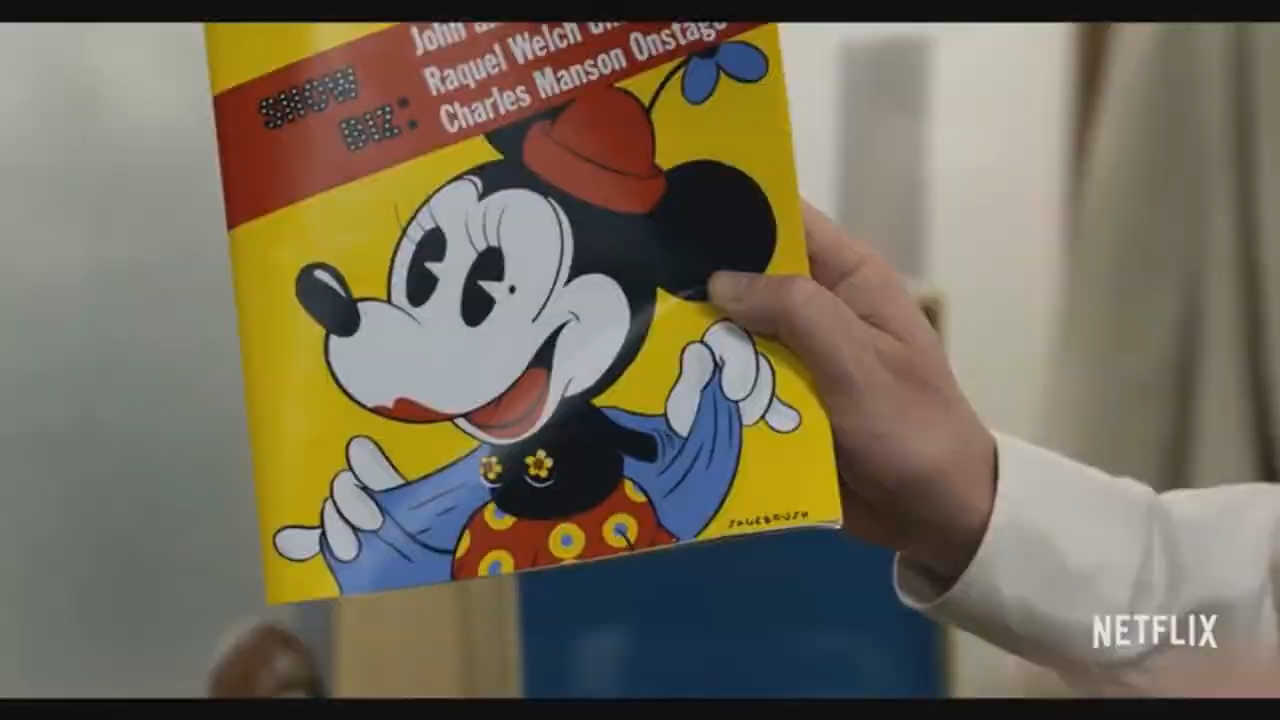 John
Raquel Welch
Charles Manson Onstage
SHOW
BIZ:
NETFLIX